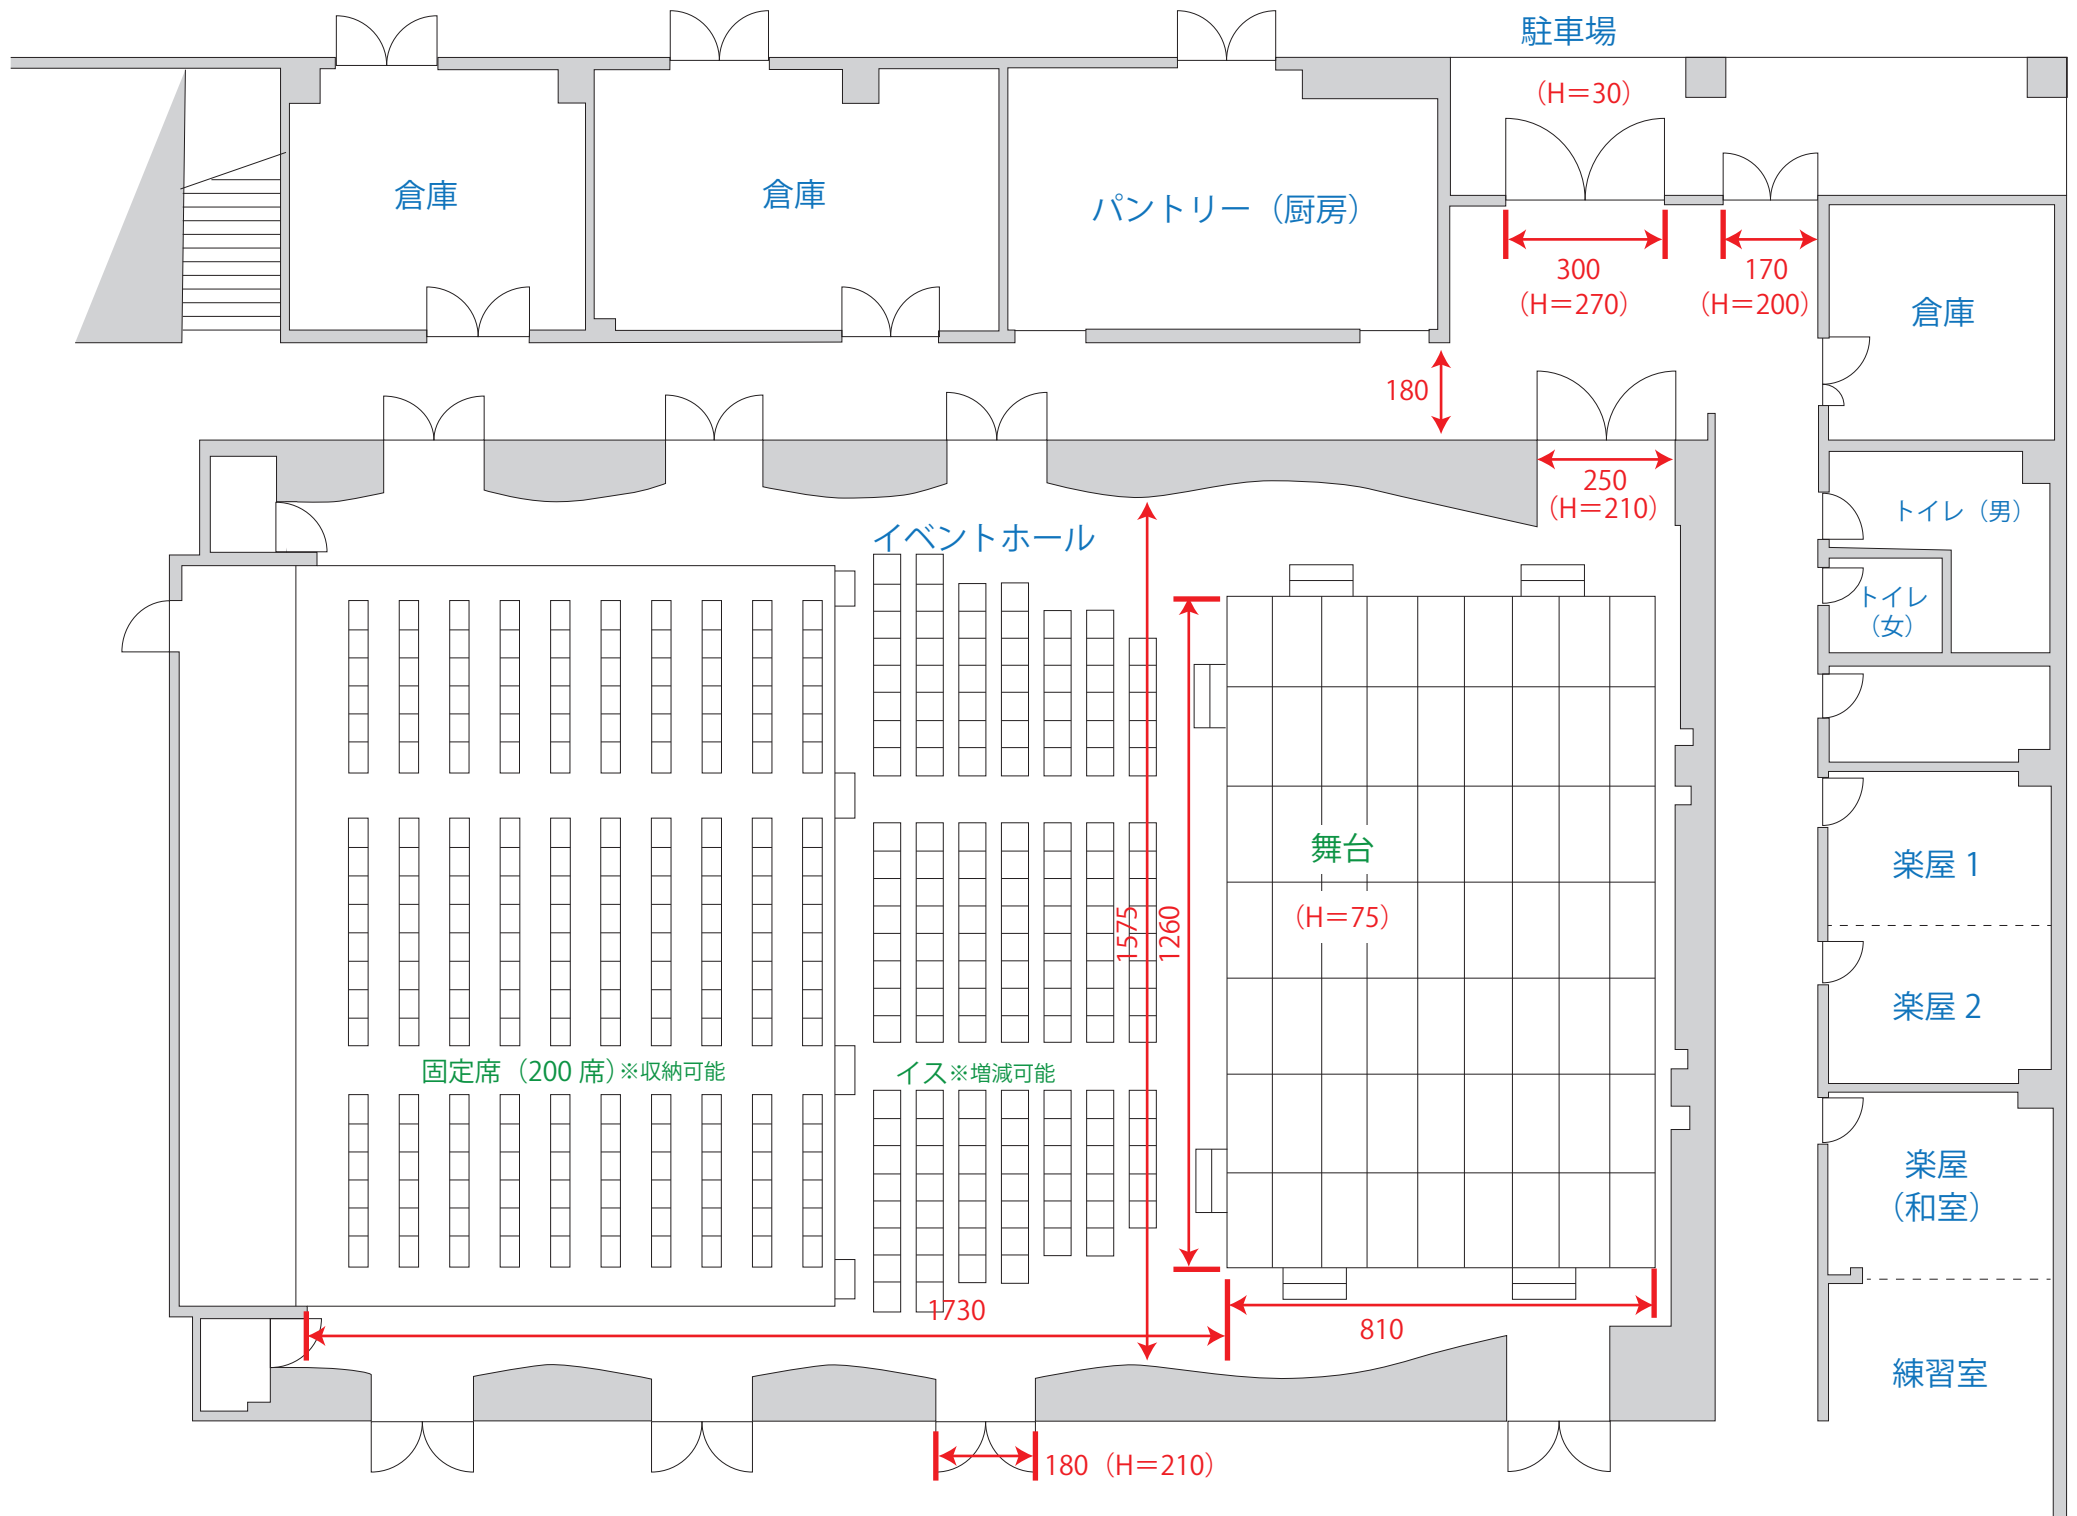 駐車場
（H＝30）
倉庫
倉庫
パントリー（厨房）
300
（H＝270）
170
（H＝200）
倉庫
180
250
（H＝210）
イベントホール
トイレ（男）
トイレ
（女）
舞台
（H＝75）
1575
1260
楽屋 1
楽屋 2
固定席（200 席）※収納可能
イス※増減可能
楽屋
（和室）
1730
810
練習室
180（H＝210）